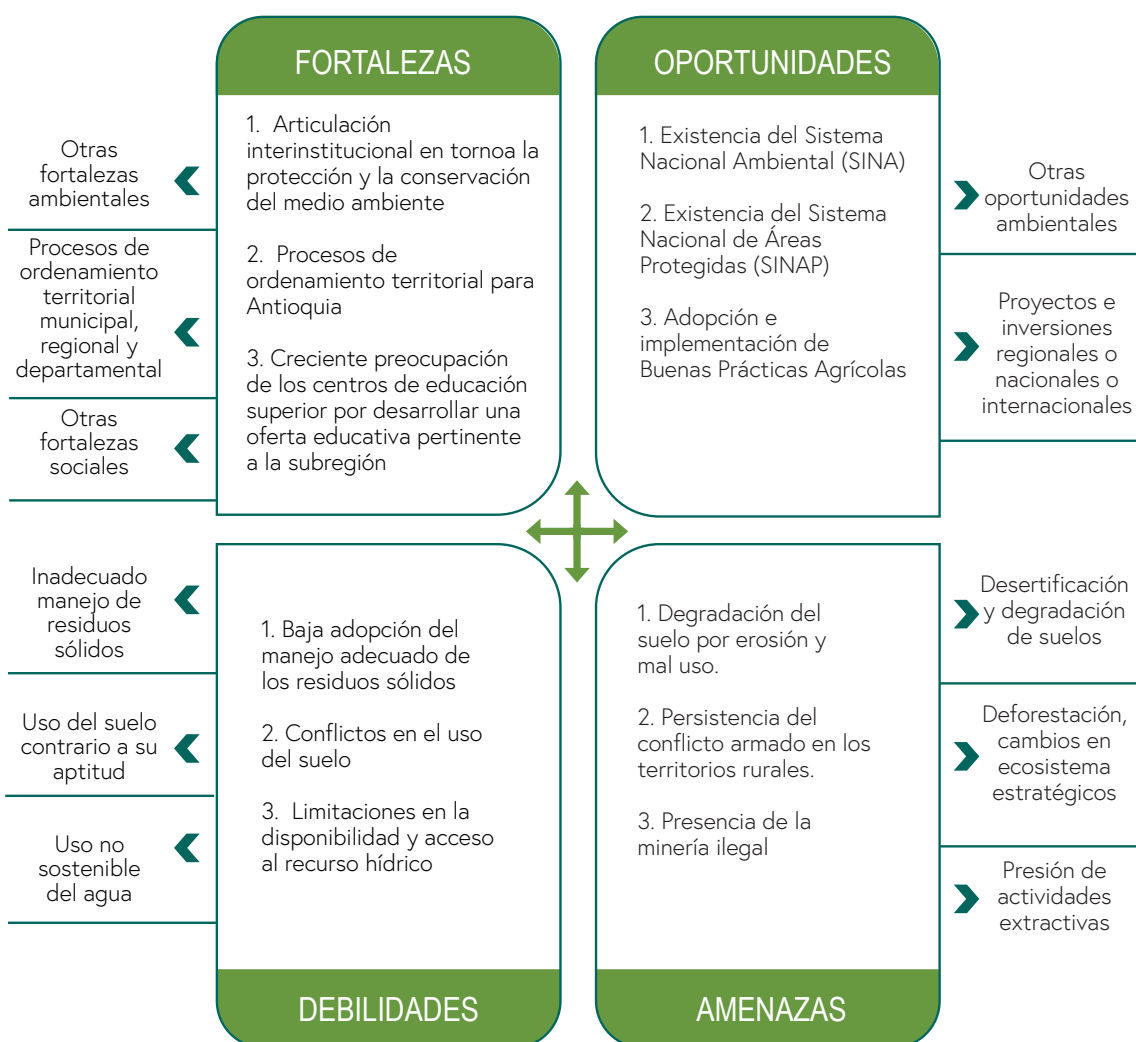 FORTALEZAS
1. Articulación
interinstitucional en tornoa la
protección y la conservación
del medio ambiente
2. Procesos de
ordenamiento territorial para
Antioquia
3. Creciente preocupación
de los centros de educación
superior por desarrollar una
oferta educativa pertinente
a la subregión
Otras
fortalezas
ambientales
Procesos de
ordenamiento
territorial
municipal,
regional y
departamental
Otras
fortalezas
sociales
OPORTUNIDADES
1. Existencia del Sistema
Nacional Ambiental (SINA)
2. Existencia del Sistema
Nacional de Áreas
Protegidas (SINAP)
3. Adopción e
implementación de
Buenas Prácticas Agrícolas
Otras
oportunidades
ambientales
Proyectos e
inversiones
regionales o
nacionales o
internacionales
Inadecuado
manejo de
residuos
sólidos
Uso del suelo
contrario a su
aptitud
Uso no
sostenible
del agua
1. Baja adopción del
manejo adecuado de
los residuos sólidos
2. Conflictos en el uso
del suelo
3. Limitaciones en la
disponibilidad y acceso
al recurso hídrico
DEBILIDADES
1. Degradación del
suelo por erosión y
mal uso.
2. Persistencia del
conflicto armado en los
territorios rurales.
3. Presencia de la
minería ilegal
AMENAZAS
Desertificación
y degradación
de suelos
Deforestación,
cambios en
ecosistema
estratégicos
Presión de
actividades
extractivas